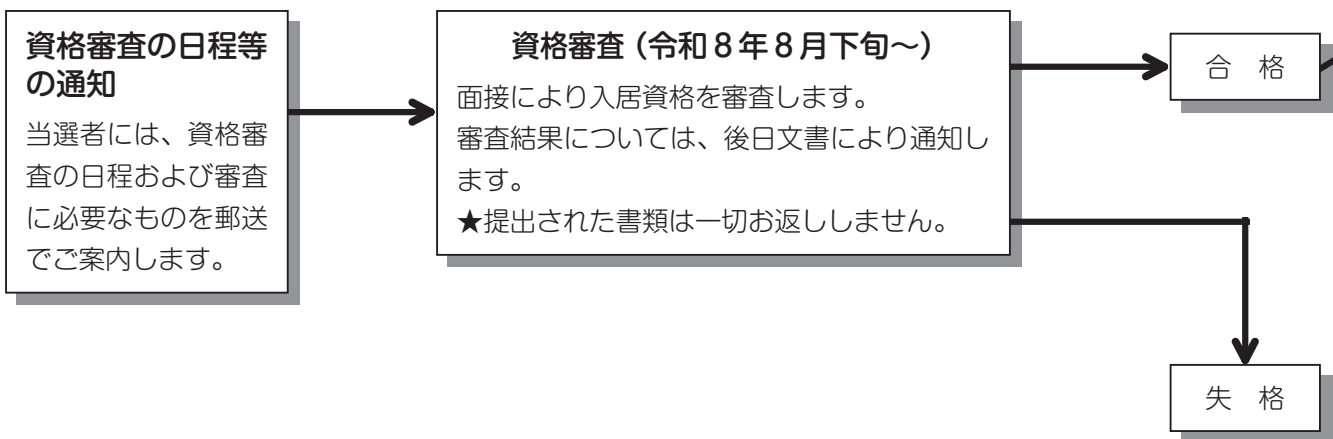 資格審査の日程等
の通知
当選者には、資格審
査の日程および審査
に必要なものを郵送
でご案内します。
資格審査（令和８年８月下旬～）
面接により入居資格を審査します。
審査結果については、後日文書により通知し
ます。
★提出された書類は一切お返ししません。
合　格
失　格